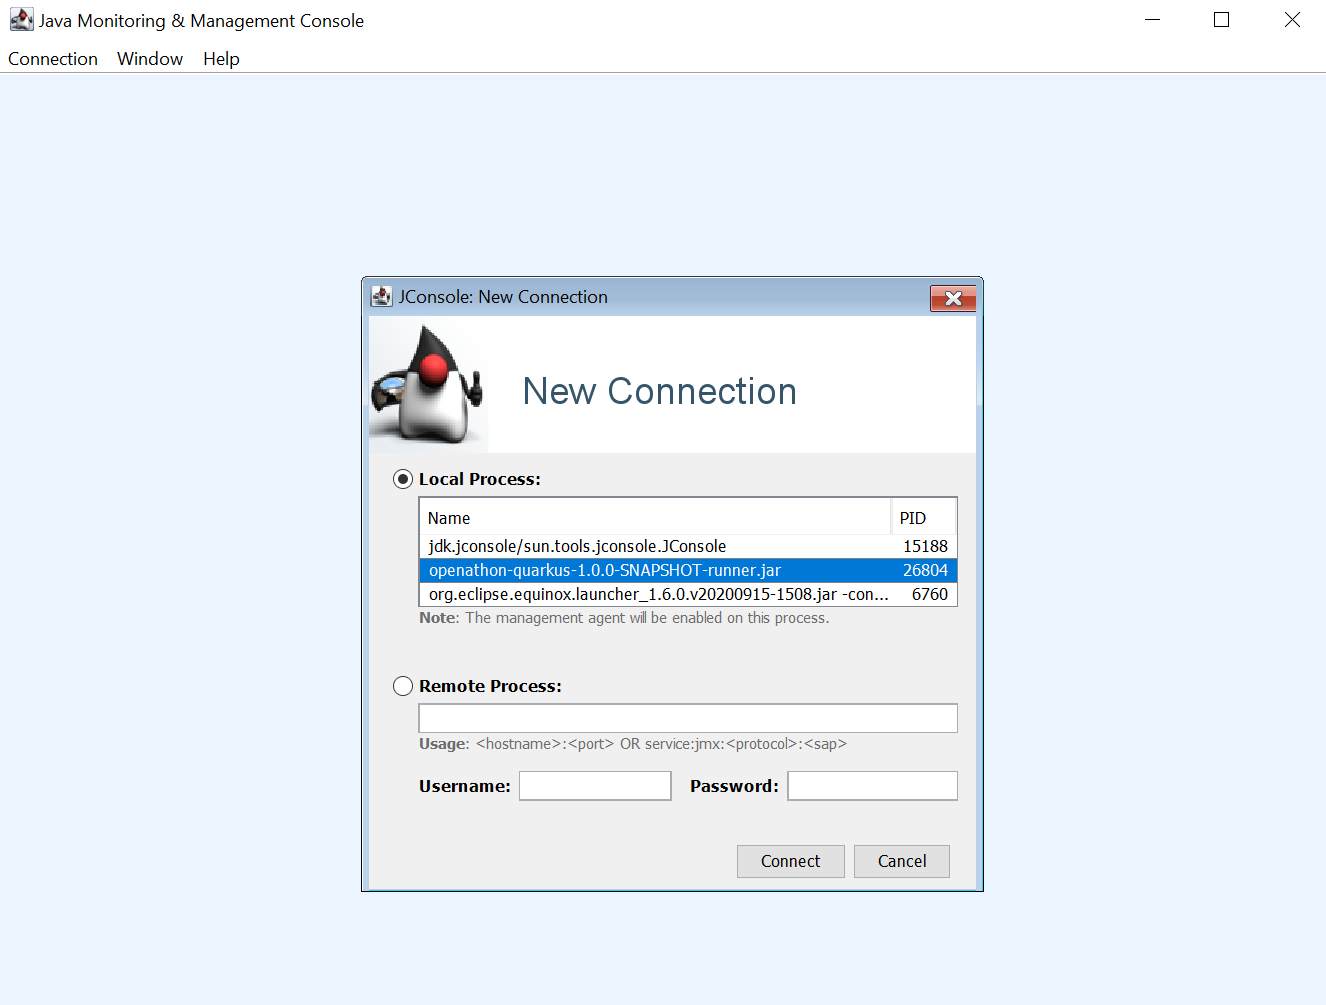 Java Monitoring & Management Console
Connection Window Help
JConsole: New Connection
New Connection
Local Process:
Name PID
jdk.jconsole/sun.tools.jconsole.JConsole 15188
openathon-quarkus-1.0.0-SNAPSHOT-runner.jar 26804
org.eclipse.equinox.launcher_1.6.0.v20200915-1508.jar -con... 6760
Note: The management agent will be enabled on this process.
Remote Process:
Usage: <hostname>:<port> OR service:jmx:<protocol>:<sap>
Username: Password:
Connect Cancel